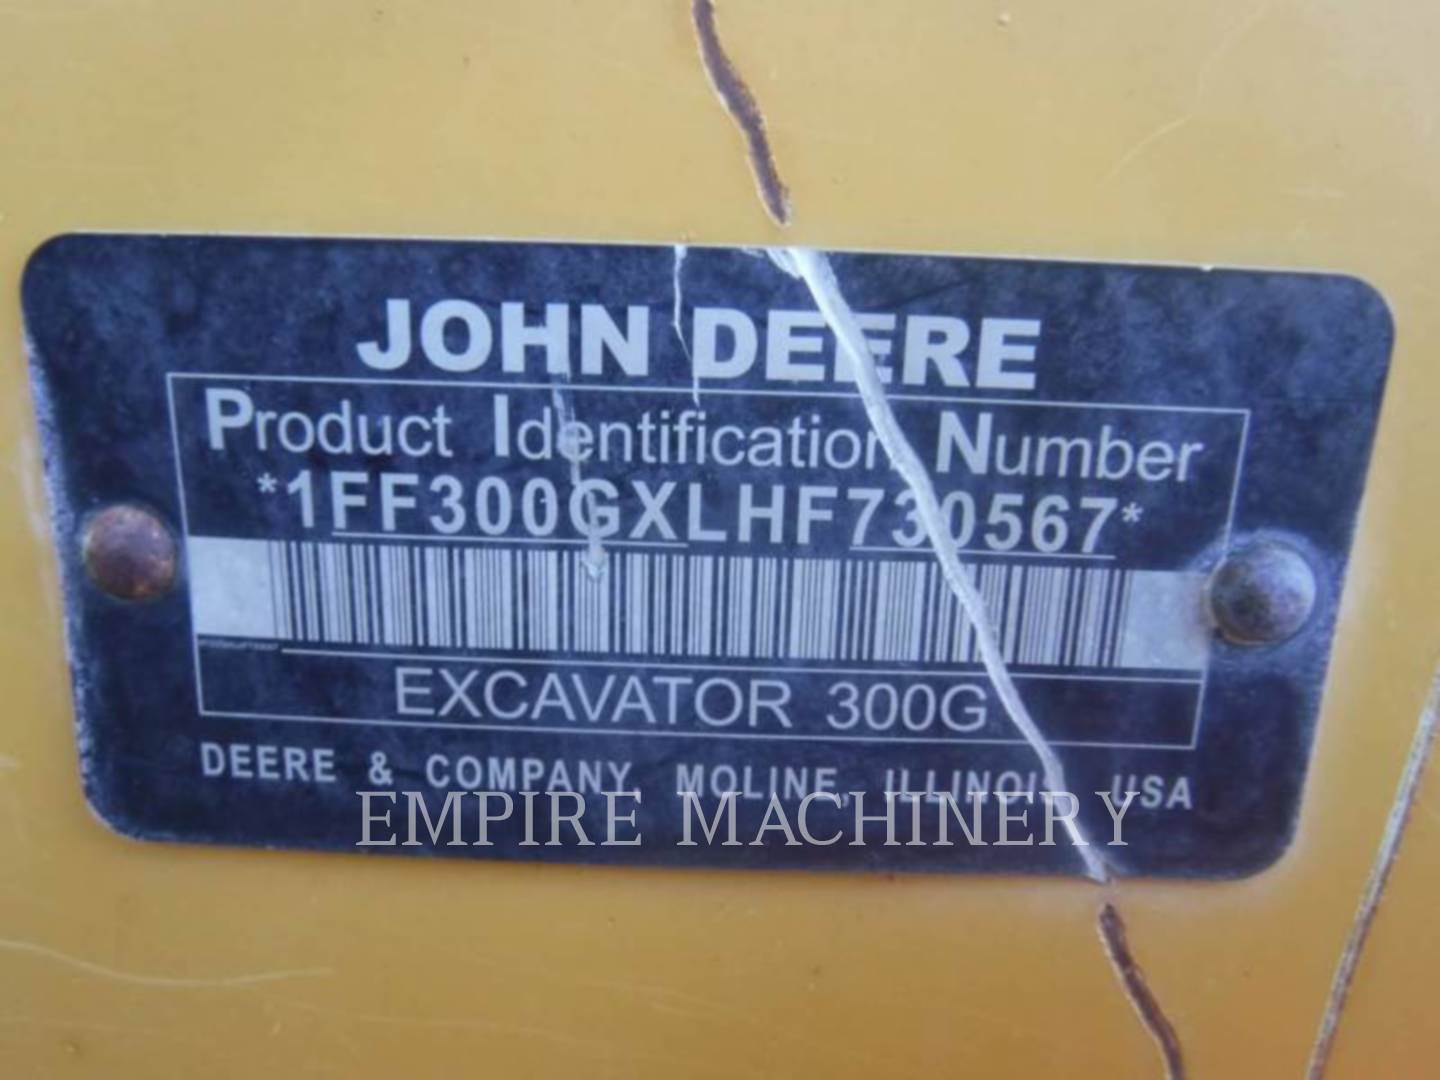 JOHN DEERE
Product Identification Number
*1FF300GXLHF730567*
EXCAVATOR 300G
DEERE & COMPANY, MOLINE, ILLINOIS USA
EMPIRE MACHINERY